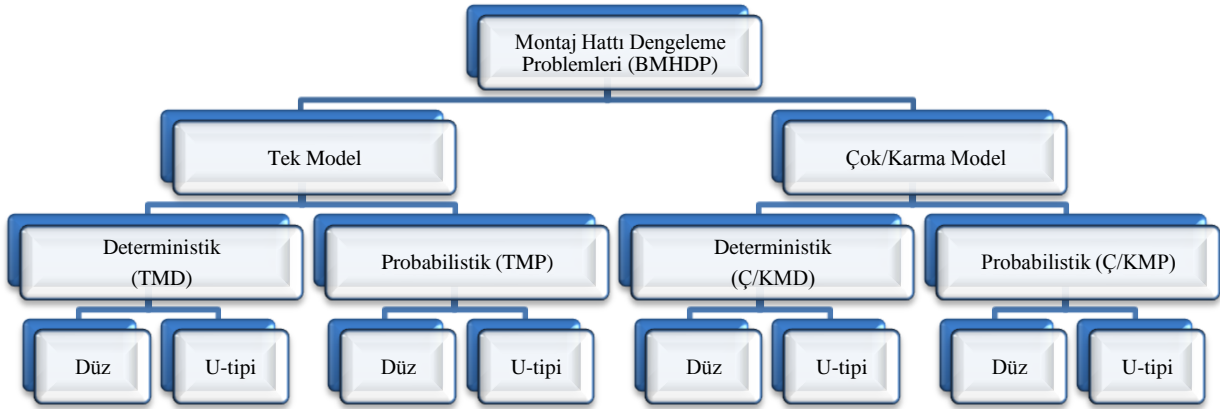 Montaj Hattı Dengeleme
Problemleri (BMHDP)
Tek Model
Çok/Karma Model
Deterministik
(TMD)
Probabilistik (TMP)
Deterministik
(Ç/KMD)
Probabilistik (Ç/KMP)
Düz
U-tipi
Düz
U-tipi
Düz
U-tipi
Düz
U-tipi